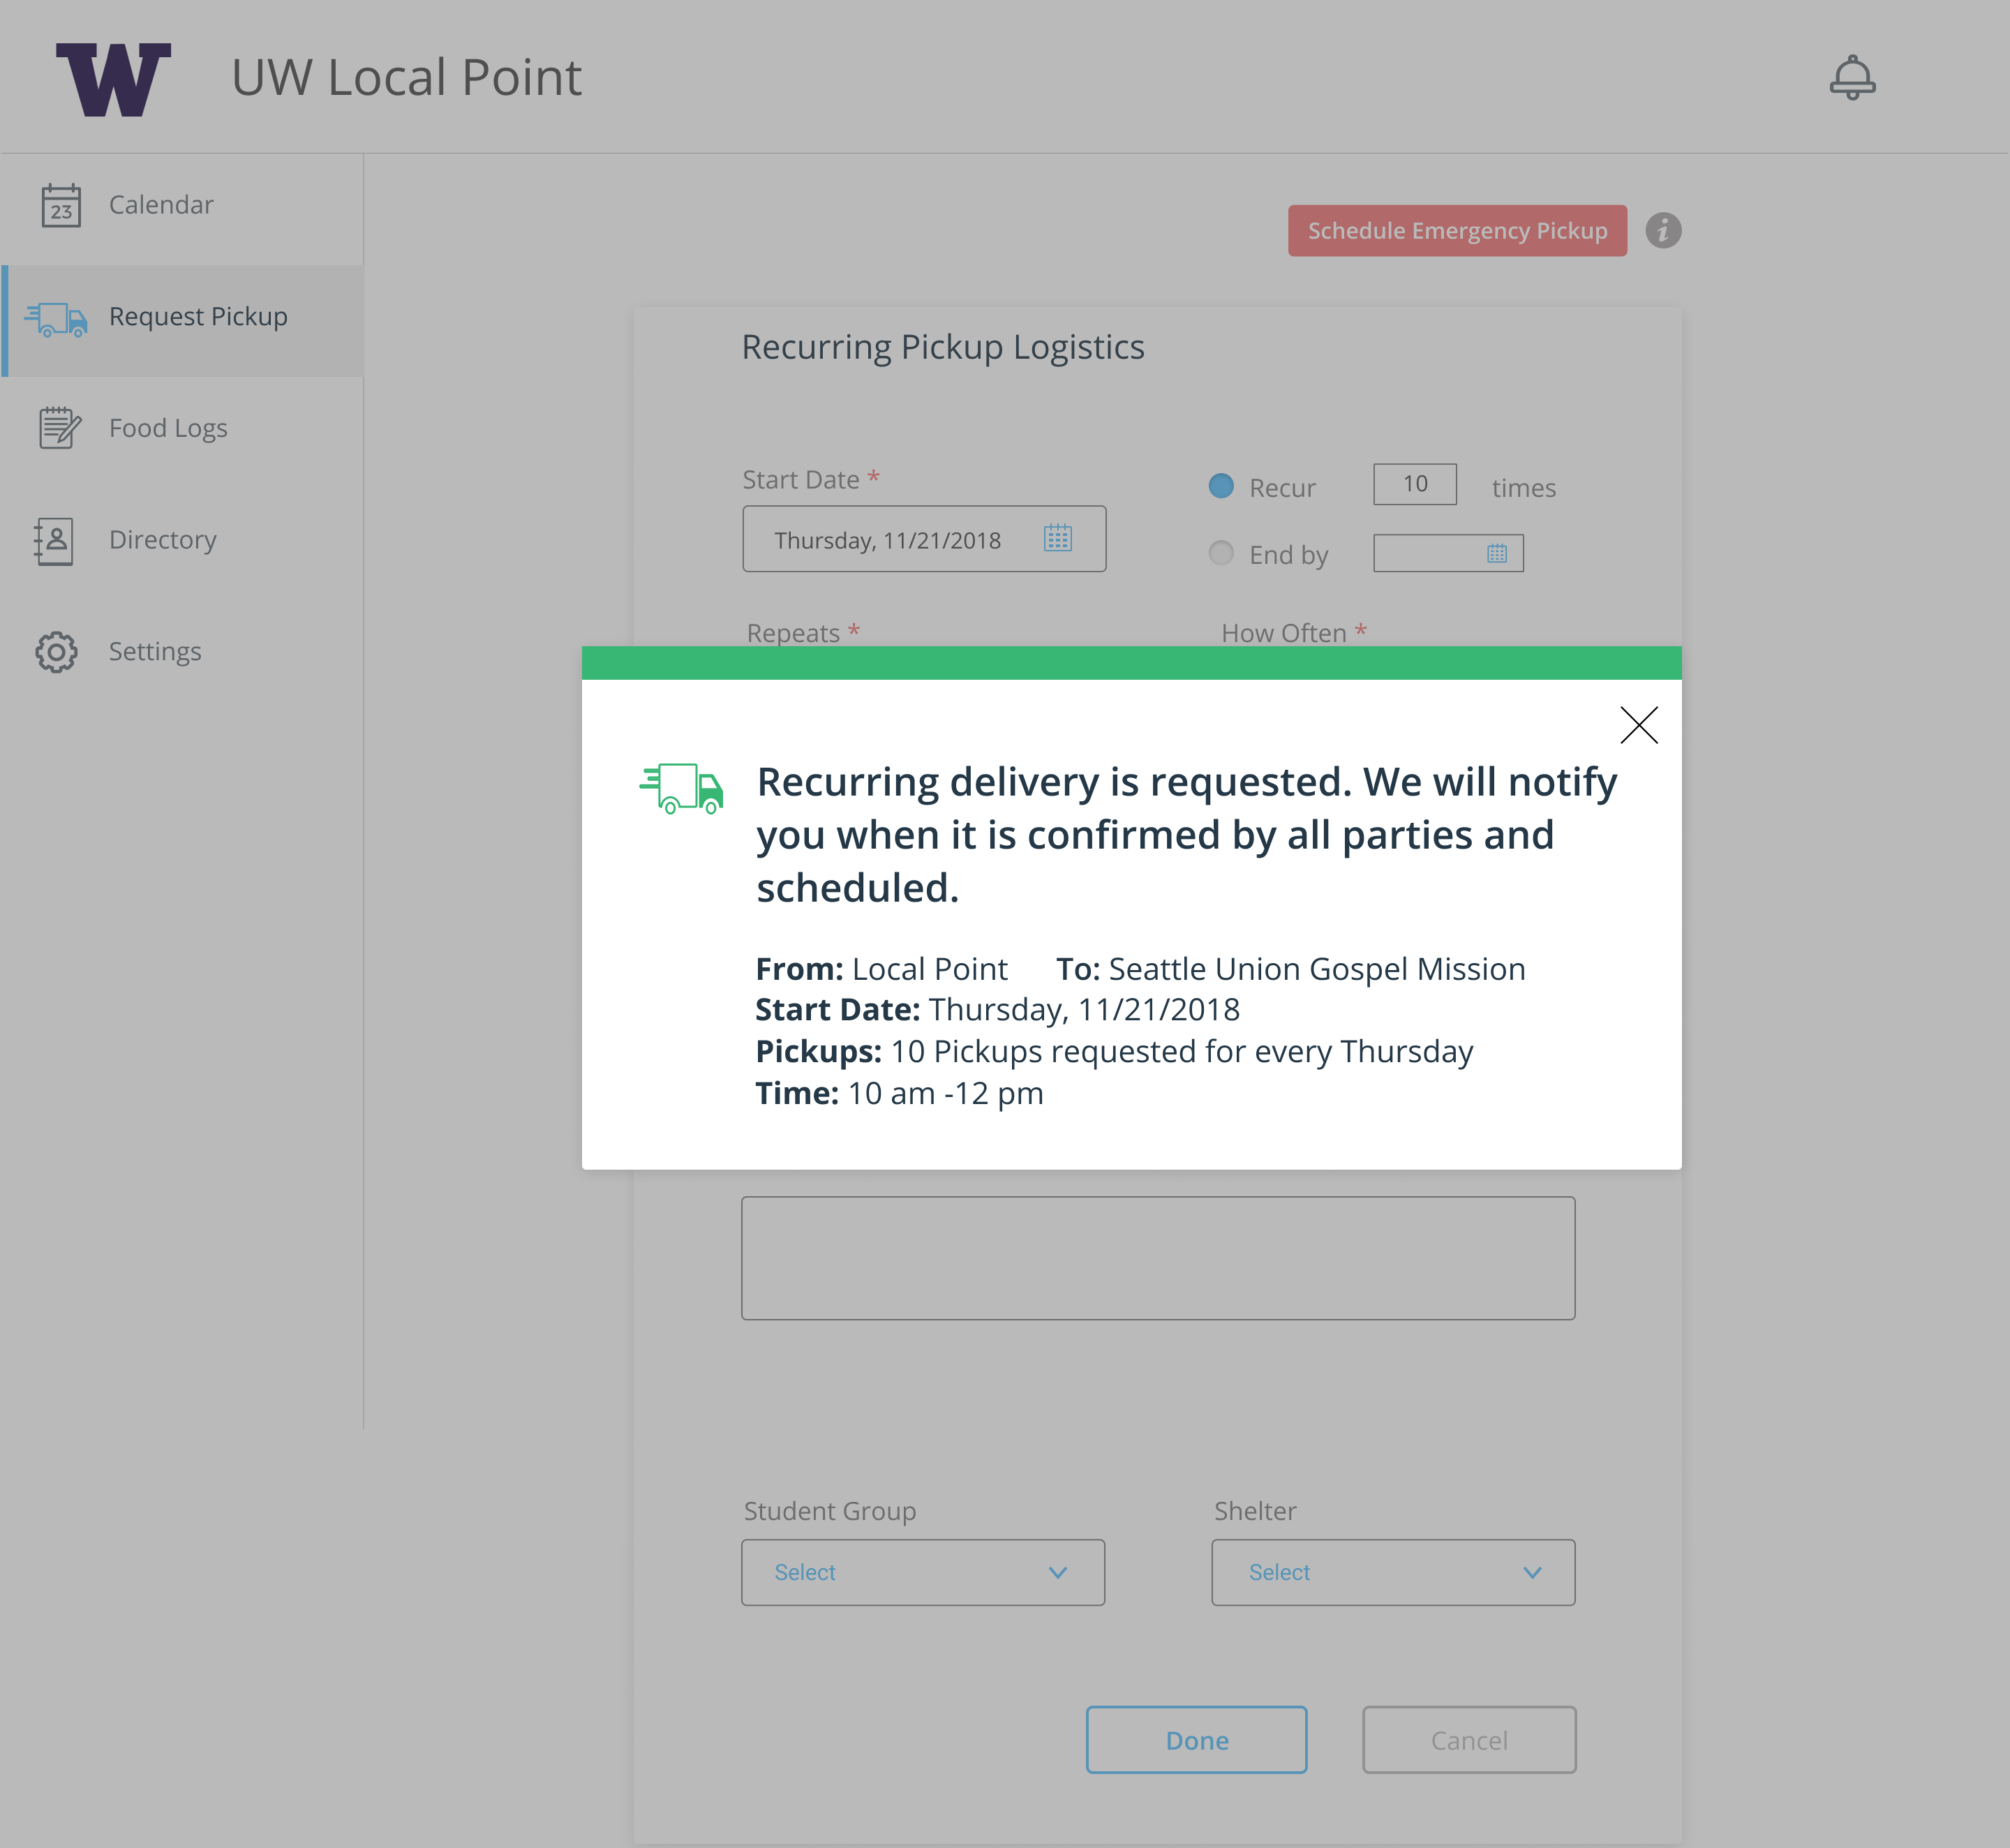 W
UW Local Point
23
Calendar
Request Pickup
Food Logs
Directory
Settings
Schedule Emergency Pickup
i
Recurring Pickup Logistics
Start Date *
Thursday, 11/21/2018
Recur 10 times
End by
Repeats *
How Often *
Recurring delivery is requested. We will notify
you when it is confirmed by all parties and
scheduled.
From: Local Point To: Seattle Union Gospel Mission
Start Date: Thursday, 11/21/2018
Pickups: 10 Pickups requested for every Thursday
Time: 10 am -12 pm
Student Group
Select
Shelter
Select
Done
Cancel